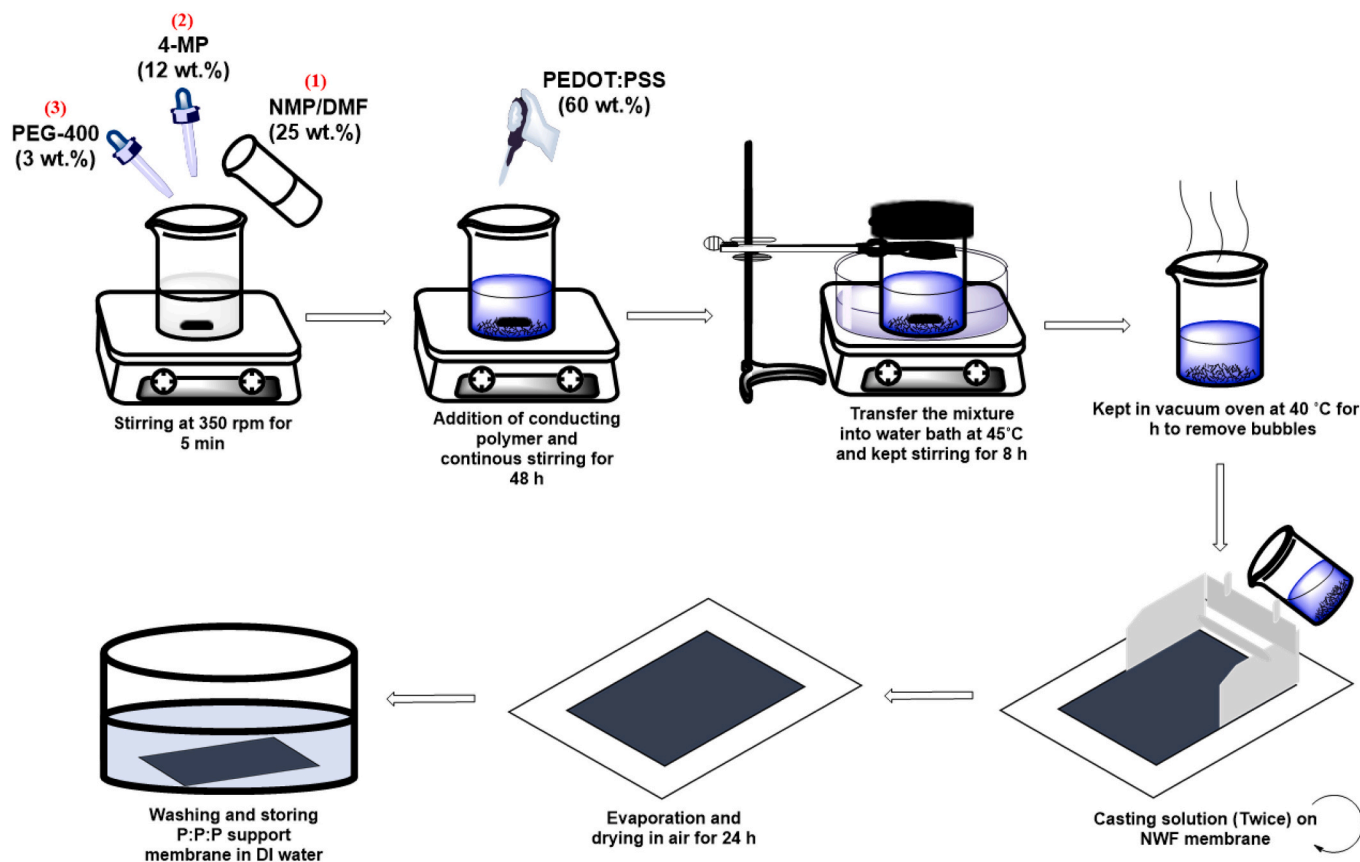 (2)
4-MP
(12 wt.%)
(1)
NMP/DMF
(25 wt.%)
(3)
PEG-400
(3 wt.%)
Stirring at 350 rpm for
5 min
PEDOT:PSS
(60 wt.%)
Addition of conducting
polymer and
continous stirring for
48 h
Transfer the mixture
into water bath at 45°C
and kept stirring for 8 h
Kept in vacuum oven at 40 °C for
h to remove bubbles
Casting solution (Twice) on
NWF membrane
Evaporation and
drying in air for 24 h
Washing and storing
P:P:P support
membrane in DI water